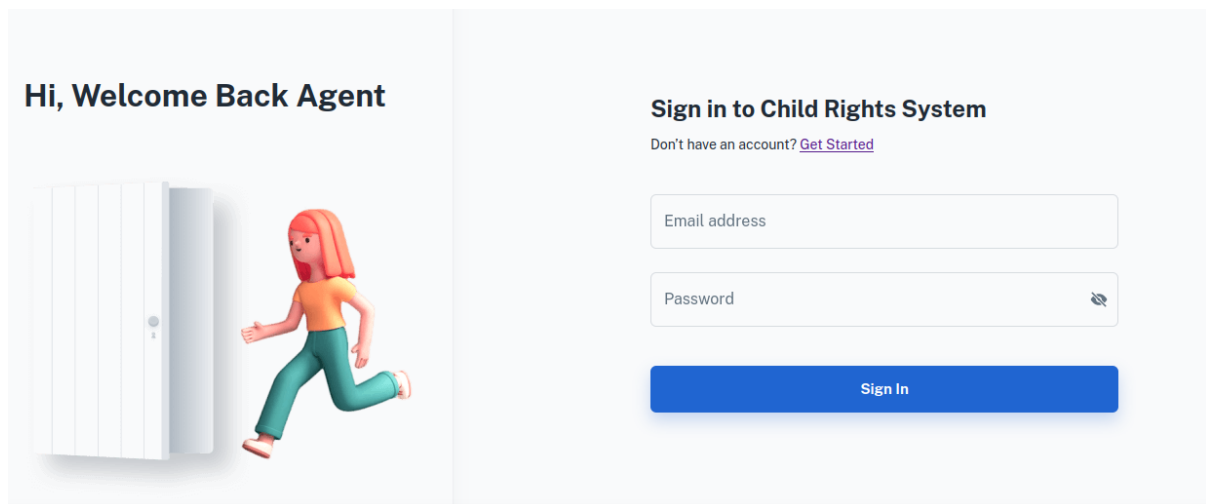 Hi, Welcome Back Agent
Sign in to Child Rights System
Don't have an account? Get Started
Email address
Password
Sign In